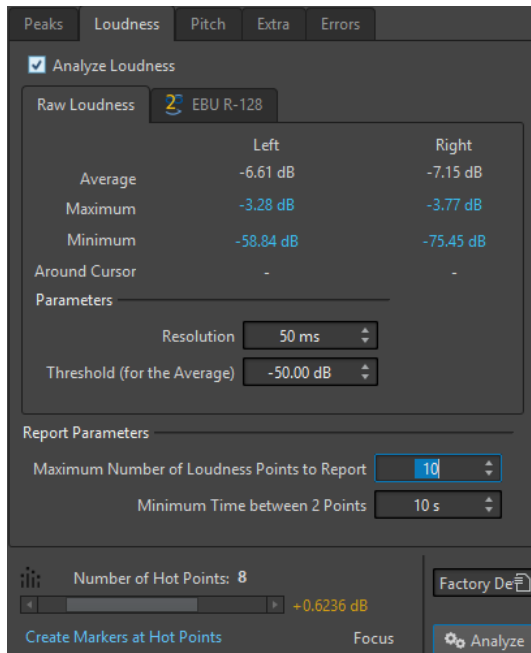 Peaks Loudness Pitch Extra Errors
Analyze Loudness
Raw Loudness 2 EBU R-128
Left Right
Average -6.61 dB -7.15 dB
Maximum -3.28 dB -3.77 dB
Minimum -58.84 dB -75.45 dB
Around Cursor - -
Parameters
Resolution 50 ms
Threshold (for the Average) -50.00 dB
Report Parameters
Maximum Number of Loudness Points to Report 10
Minimum Time between 2 Points 10 s
Number of Hot Points: 8
Factory De
+0.6236 dB
Create Markers at Hot Points Focus Analyze